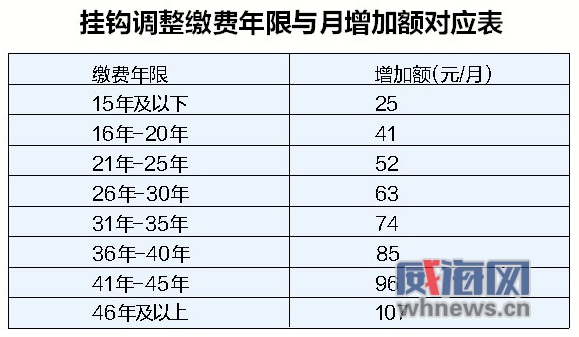 挂钩调整缴费年限与月增加额对应表
缴费年限 增加额(元/月)
15年及以下 25
16年-20年 41
21年-25年 52
26年-30年 63
31年-35年 74
36年-40年 85
41年-45年 96
46年及以上 107
威海网
whnews.cn